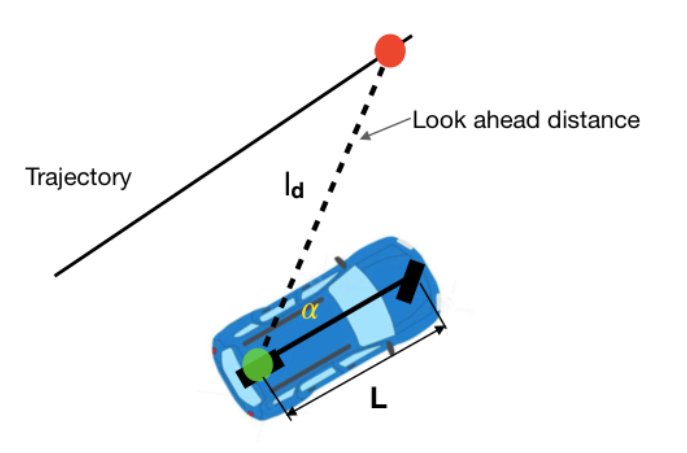 Look ahead distance
Trajectory
ld
α
L